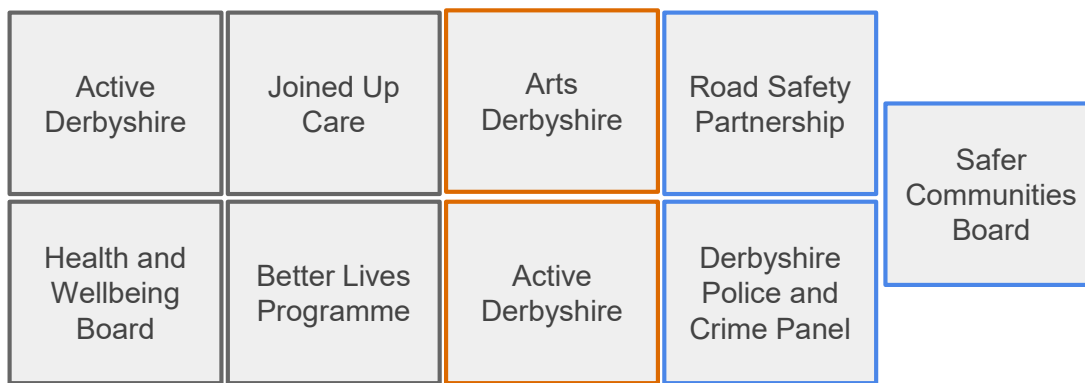 Active
Derbyshire
Joined Up
Care
Arts
Derbyshire
Road Safety
Partnership
Safer
Communities
Board
Health and
Wellbeing
Board
Better Lives
Programme
Active
Derbyshire
Derbyshire
Police and
Crime Panel